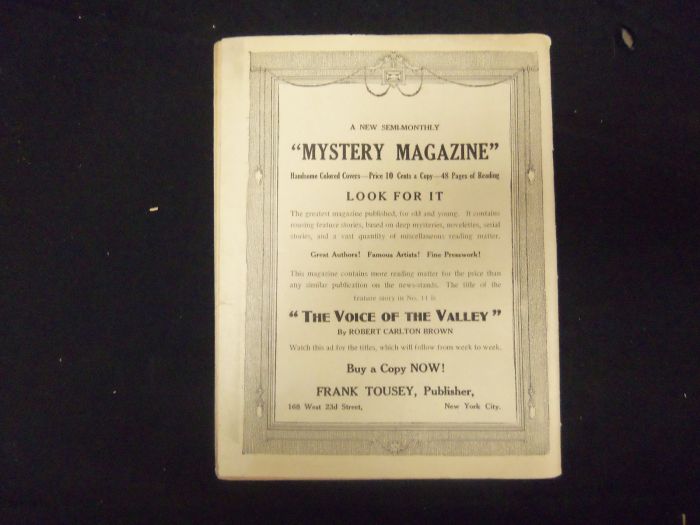 A NEW SEMI-MONTHLY
"MYSTERY MAGAZINE"
Handsome Colored Covers—Price 10 Cents a Copy—48 Pages of Reading
LOOK FOR IT
The greatest magazine published, for old and young. It contains
rousing feature stories, based on deep mysteries, novelettes, serial
stories, and a vast quantity of miscellaneous reading matter.
Great Authors! Famous Artists! Fine Presswork!
This magazine contains more reading matter for the price than
any similar publication on the news-stands. The title of the
feature story in No. 14 is
"THE VOICE OF THE VALLEY"
By ROBERT CARLTON BROWN
Watch this ad for the titles, which will follow from week to week.
Buy a Copy NOW!
FRANK TOUSEY, Publisher,
168 West 23d Street, New York City.